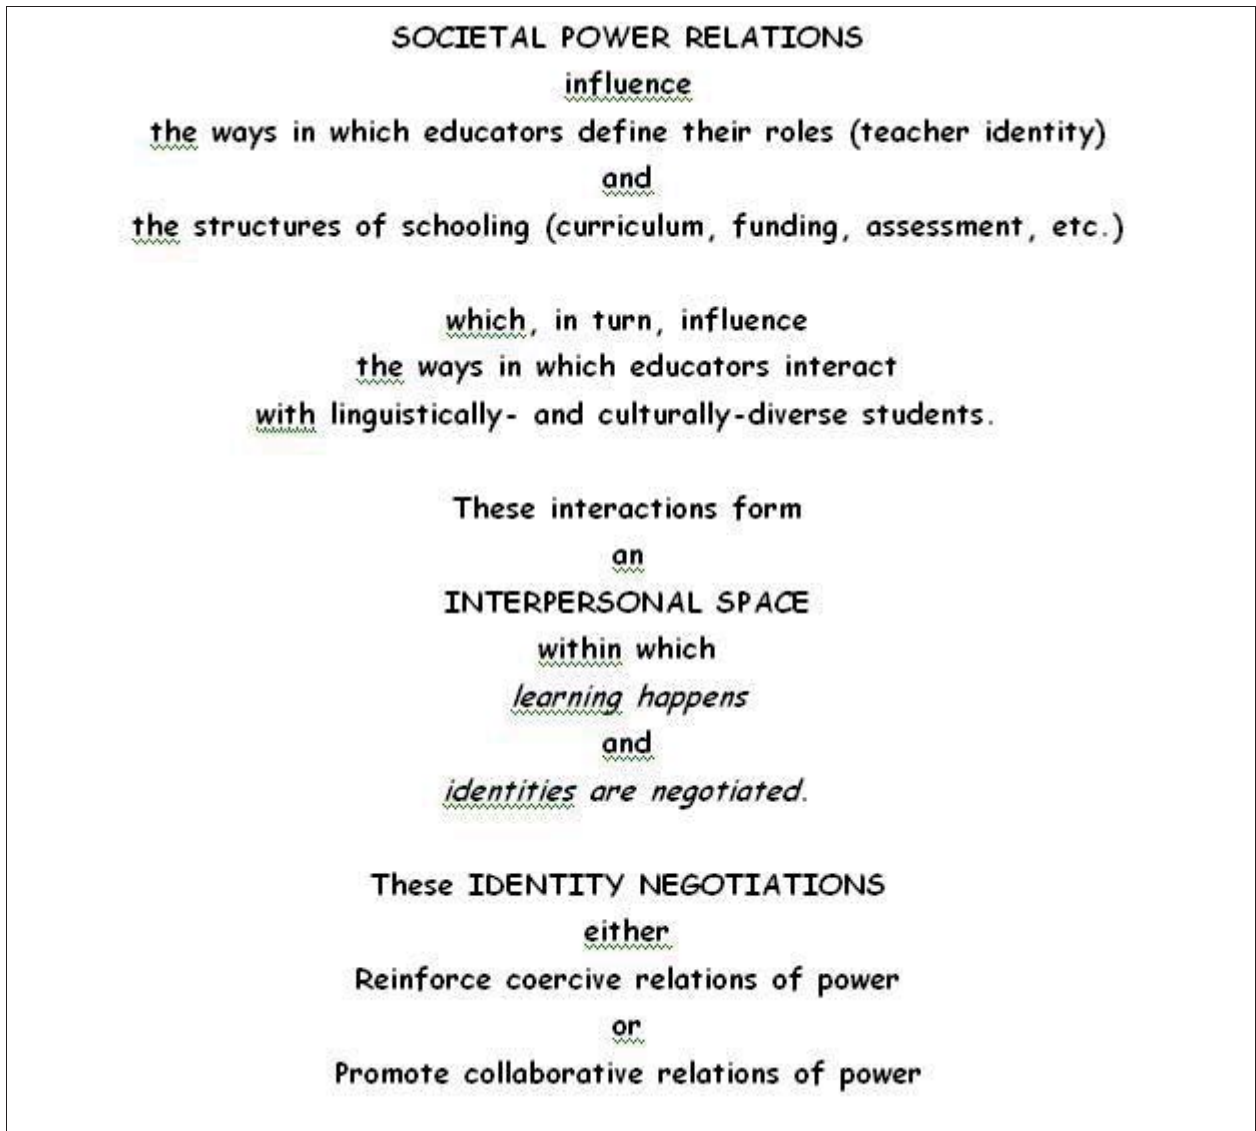 SOCIETAL POWER RELATIONS
influence
the ways in which educators define their roles (teacher identity)
and
the structures of schooling (curriculum, funding, assessment, etc.)
which, in turn, influence
the ways in which educators interact
with linguistically- and culturally-diverse students.
These interactions form
an
INTERPERSONAL SPACE
within which
learning happens
and
identities are negotiated.
These IDENTITY NEGOTIATIONS
either
Reinforce coercive relations of power
or
Promote collaborative relations of power